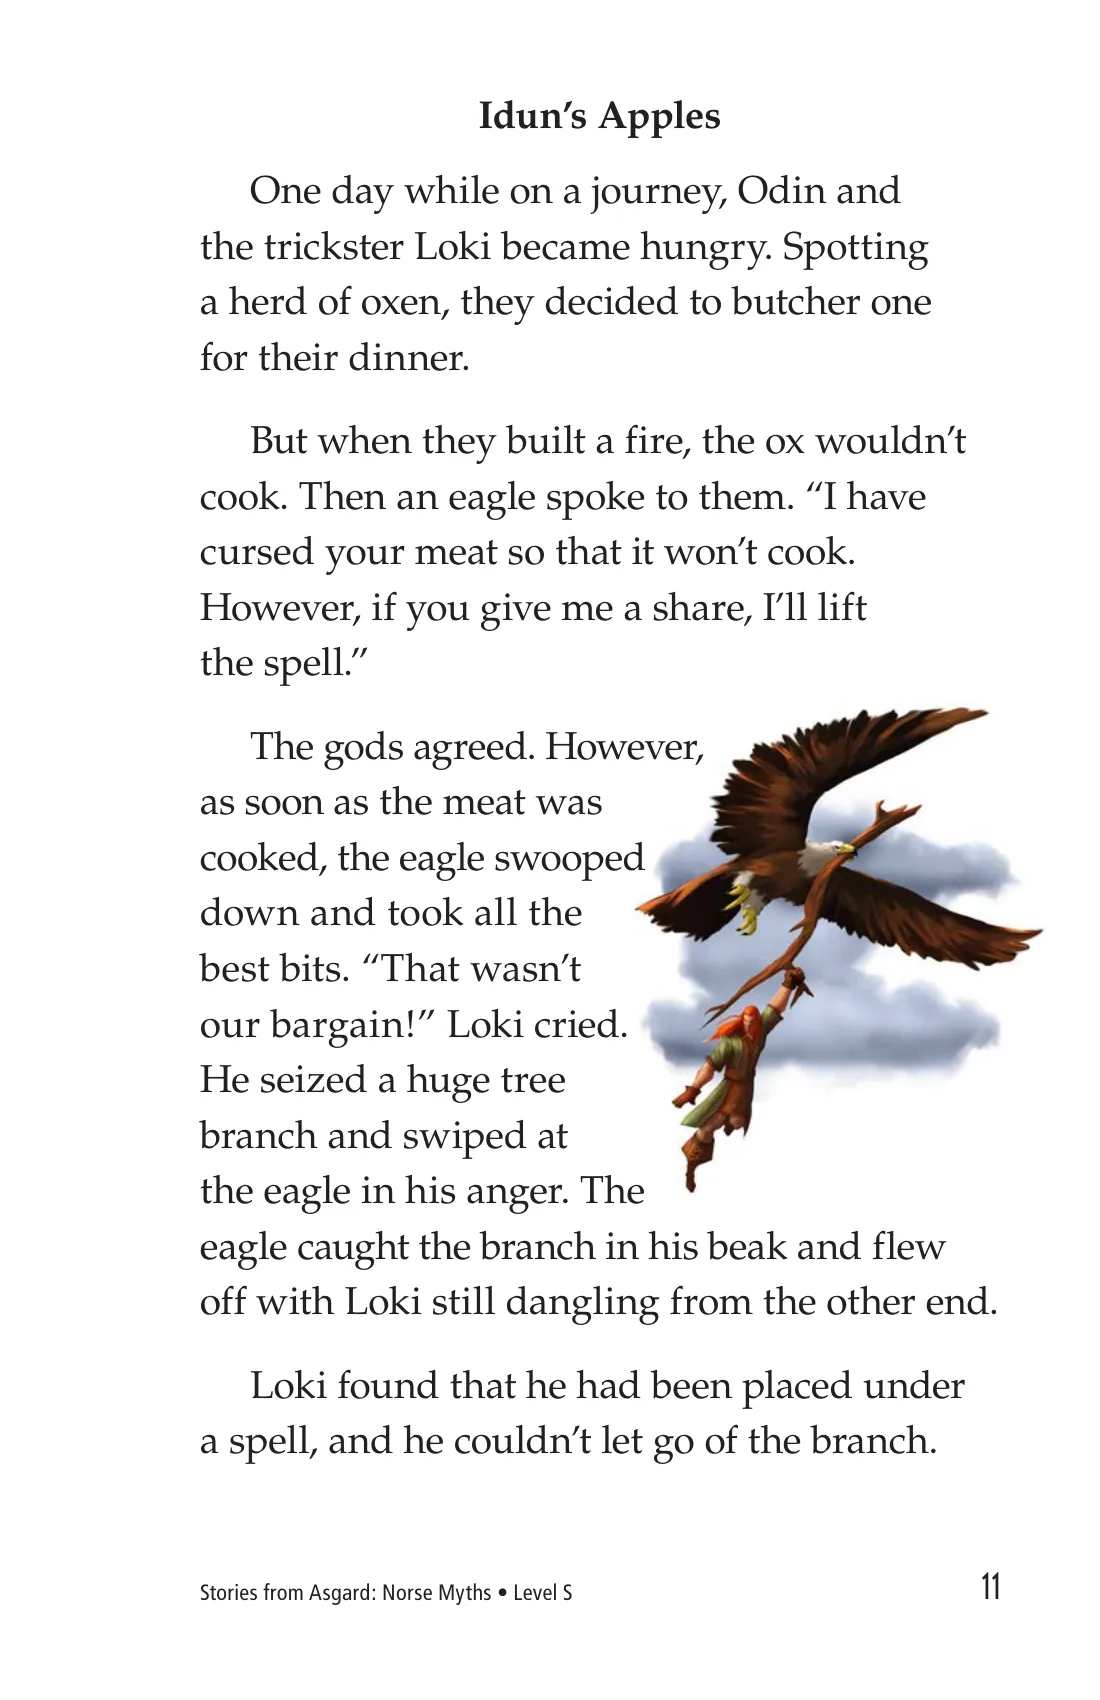 Idun’s Apples
One day while on a journey, Odin and
the trickster Loki became hungry. Spotting
a herd of oxen, they decided to butcher one
for their dinner.
But when they built a fire, the ox wouldn’t
cook. Then an eagle spoke to them. “I have
cursed your meat so that it won’t cook.
However, if you give me a share, I’ll lift
the spell.”
The gods agreed. However,
as soon as the meat was
cooked, the eagle swooped
down and took all the
best bits. “That wasn’t
our bargain!” Loki cried.
He seized a huge tree
branch and swiped at
the eagle in his anger. The
eagle caught the branch in his beak and flew
off with Loki still dangling from the other end.
Loki found that he had been placed under
a spell, and he couldn’t let go of the branch.
Stories from Asgard: Norse Myths • Level S
11